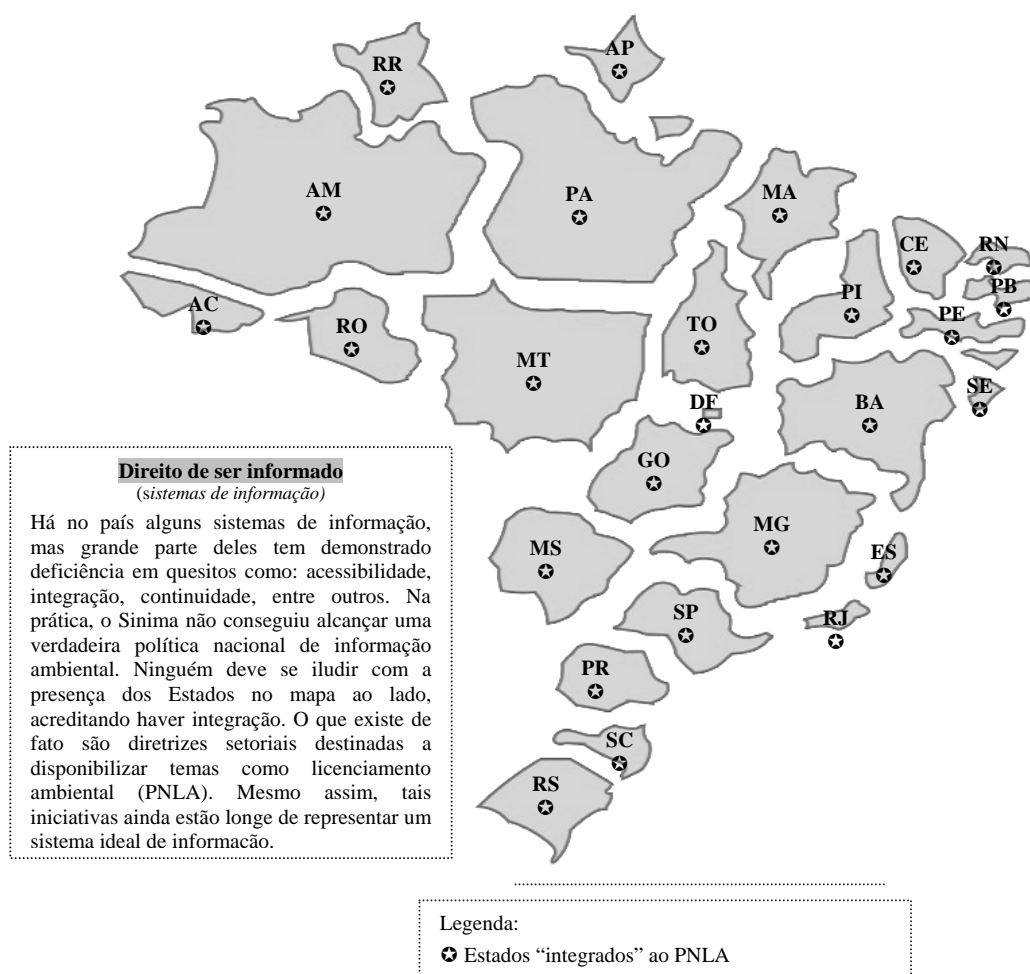 AP
RR
AM
PA
MA
CE
RN
PB
AC
RO
PI
PE
TO
MT
SE
DF
BA
GO
MG
MS
ES
SP
RJ
PR
SC
RS
Direito de ser informado
(sistemas de informação)
Há no país alguns sistemas de informação,
mas grande parte deles tem demonstrado
deficiência em quesitos como: acessibilidade,
integração, continuidade, entre outros. Na
prática, o Sinima não conseguiu alcançar uma
verdadeira política nacional de informação
ambiental. Ninguém deve se iludir com a
presença dos Estados no mapa ao lado,
acreditando haver integração. O que existe de
fato são diretrizes setoriais destinadas a
disponibilizar temas como licenciamento
ambiental (PNLA). Mesmo assim, tais
iniciativas ainda estão longe de representar um
sistema ideal de informacão.
Legenda:
✪ Estados “integrados” ao PNLA